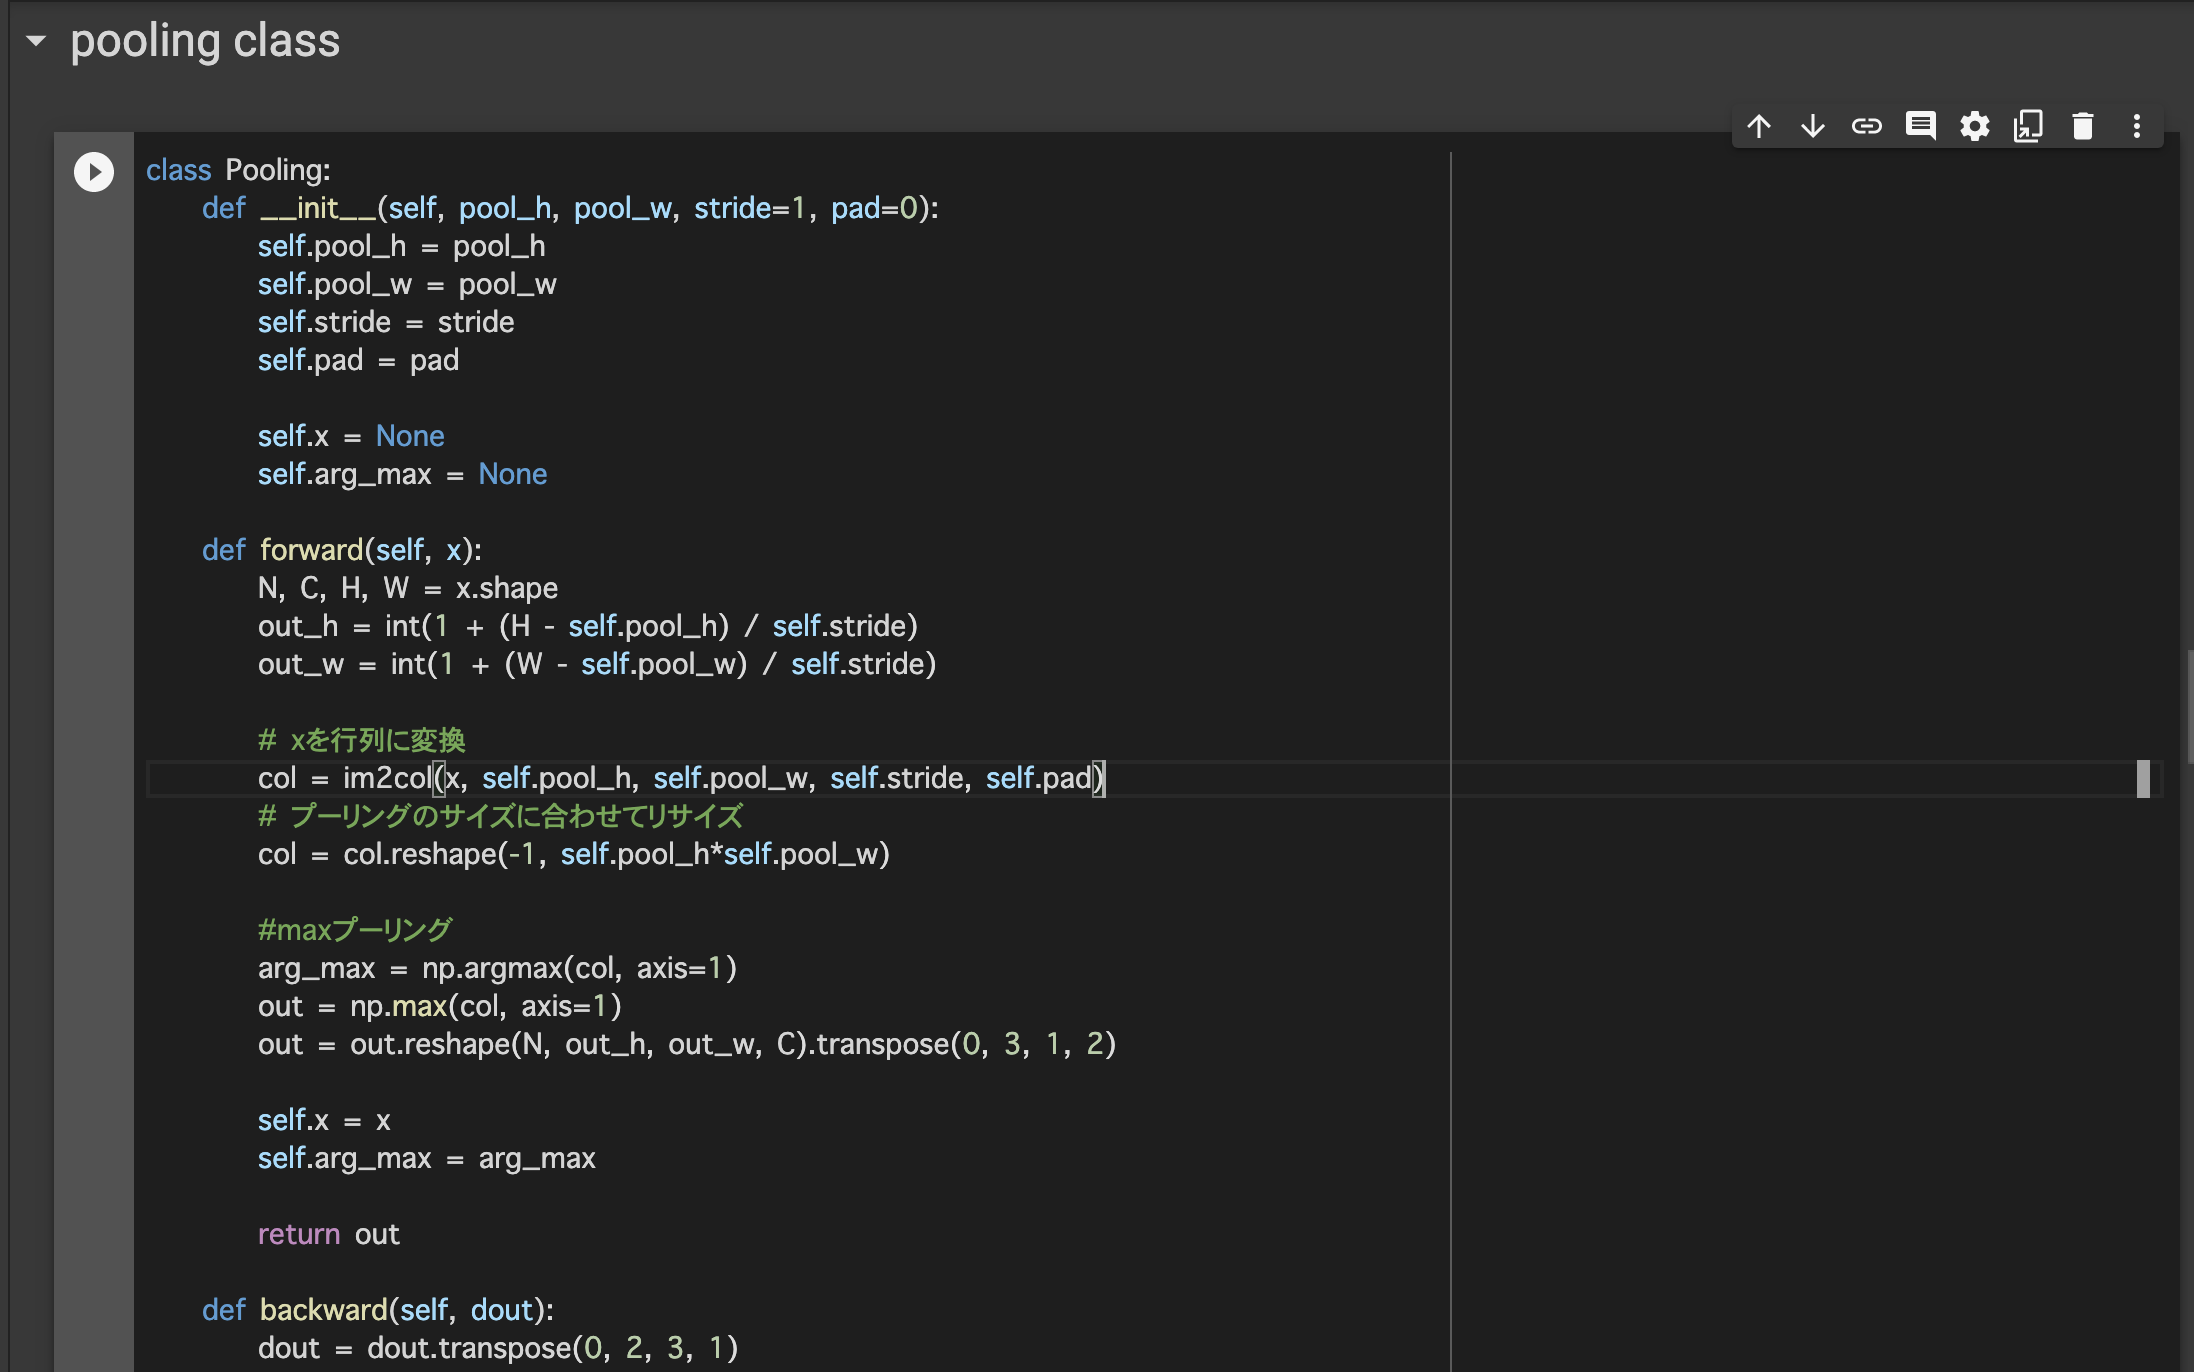 pooling class
class Pooling:
def __init__(self, pool_h, pool_w, stride=1, pad=0):
self.pool_h = pool_h
self.pool_w = pool_w
self.stride = stride
self.pad = pad
self.x = None
self.arg_max = None
def forward(self, x):
N, C, H, W = x.shape
out_h = int(1 + (H - self.pool_h) / self.stride)
out_w = int(1 + (W - self.pool_w) / self.stride)
# xを行列に変換
col = im2col(x, self.pool_h, self.pool_w, self.stride, self.pad)
# プーリングのサイズに合わせてリサイズ
col = col.reshape(-1, self.pool_h*self.pool_w)
#maxプーリング
arg_max = np.argmax(col, axis=1)
out = np.max(col, axis=1)
out = out.reshape(N, out_h, out_w, C).transpose(0, 3, 1, 2)
self.x = x
self.arg_max = arg_max
return out
def backward(self, dout):
dout = dout.transpose(0, 2, 3, 1)